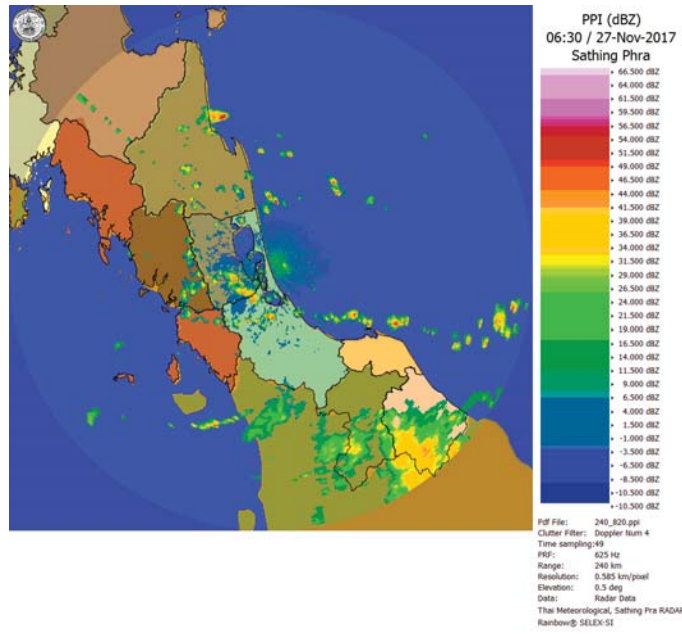 PPI (dBZ)
06:30 / 27-Nov-2017
Sathing Phra
66.500 dBZ
64.000 dBZ
61.500 dBZ
59.500 dBZ
56.500 dBZ
54.000 dBZ
51.500 dBZ
49.000 dBZ
46.500 dBZ
44.000 dBZ
41.500 dBZ
39.000 dBZ
36.500 dBZ
34.000 dBZ
31.500 dBZ
29.000 dBZ
26.500 dBZ
24.000 dBZ
21.500 dBZ
19.000 dBZ
16.500 dBZ
14.000 dBZ
11.500 dBZ
9.000 dBZ
6.500 dBZ
4.000 dBZ
1.500 dBZ
-1.000 dBZ
-3.500 dBZ
-6.500 dBZ
-8.500 dBZ
-10.500 dBZ
-10.500 dBZ
Pdf File: 240_820.ppi
Clutter Filter: Doppler Num 4
Time sampling:49
PRF: 625 Hz
Range: 240 km
Resolution: 0.585 km/pixel
Elevation: 0.5 deg
Data: Radar Data
Thai Meteorological, Sathing Pra RADAR
Rainbow® SELEX-SI